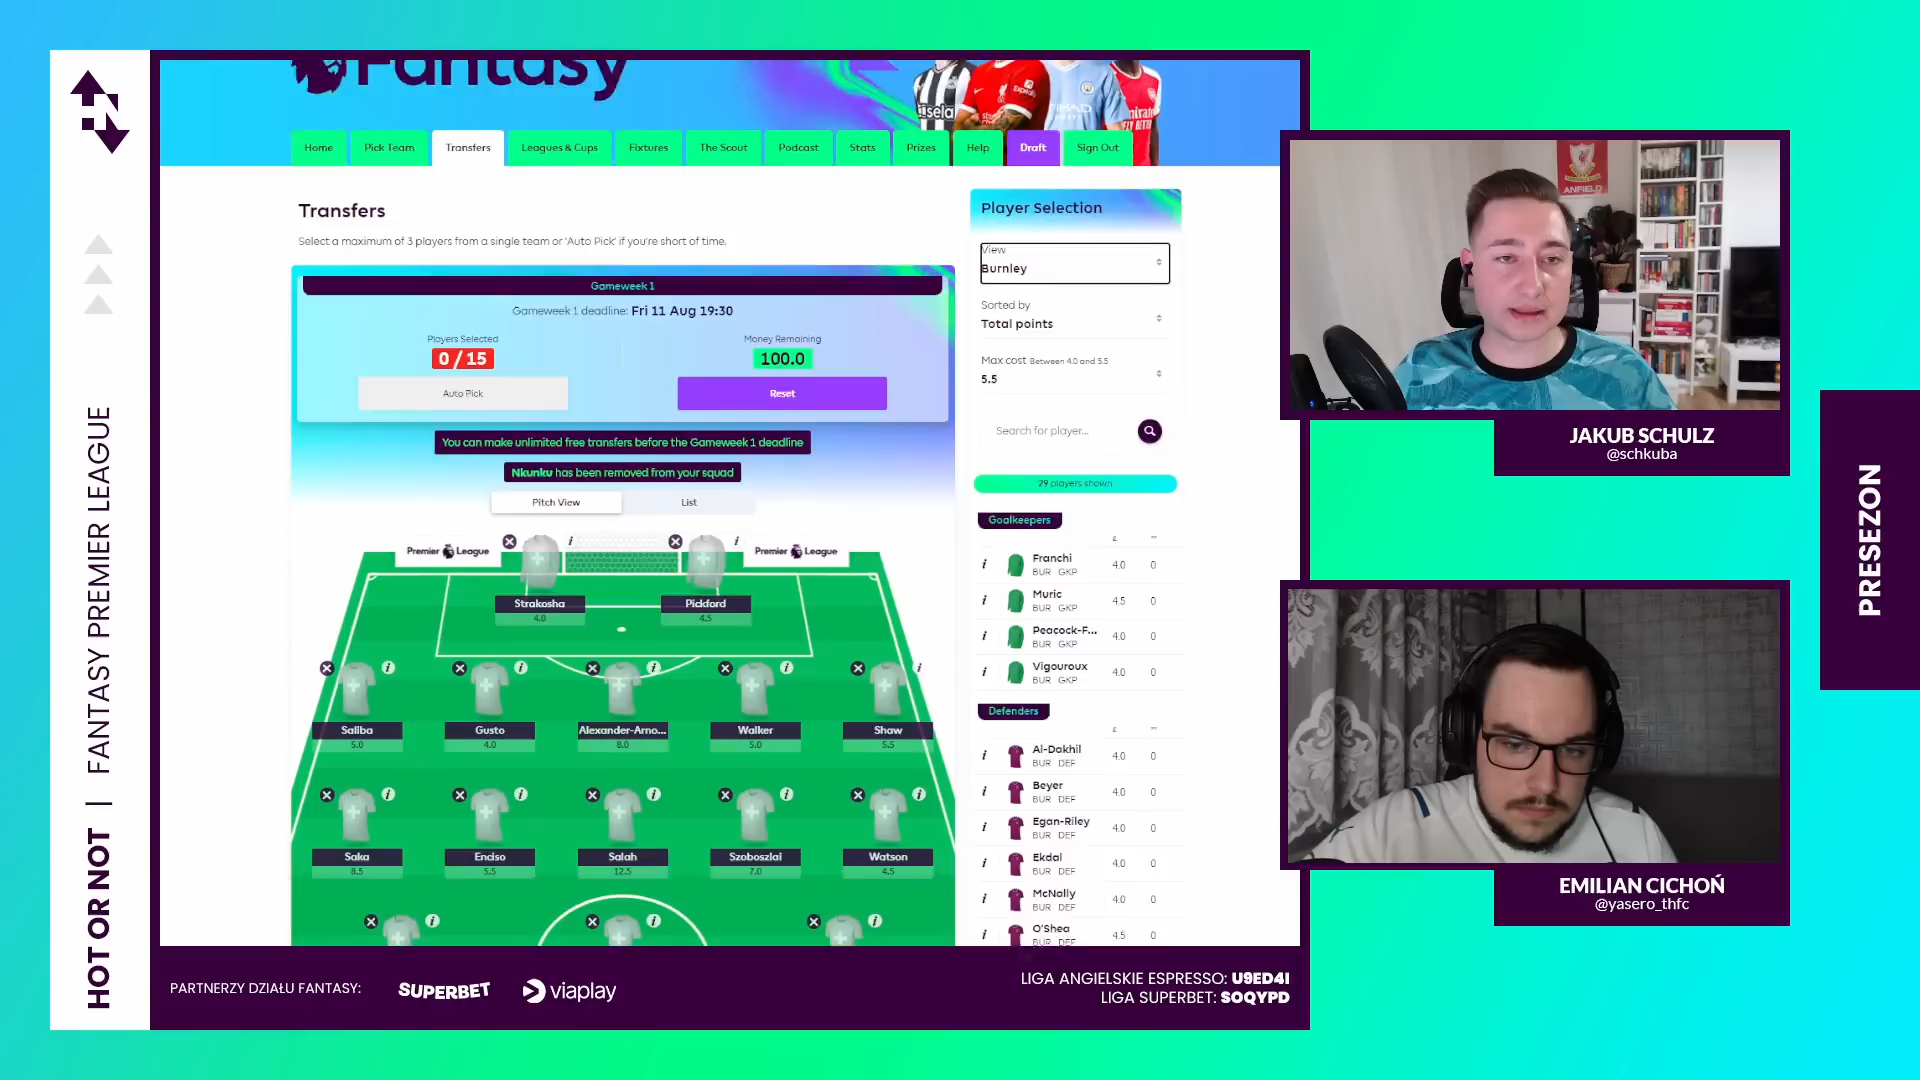 Fantasy
Home
Pick Team
Transfers
Leagues & Cups
Fixtures
The Scout
Podcast
Stats
Prizes
Help
Draft
Sign Out
Transfers
Select a maximum of 3 players from a single team or 'Auto Pick' if you're short of time.
Gameweek 1
Gameweek 1 deadline: Fri 11 Aug 19:30
Players Selected
0 / 15
Money Remaining
100.0
Auto Pick
Reset
You can make unlimited free transfers before the Gameweek 1 deadline
Nkunku has been removed from your squad
Pitch View
List
Premier League
Premier League
Strakosha
4.0
Pickford
4.5
Saliba
5.0
Gusto
4.0
Alexander-Arno...
8.0
Walker
5.0
Shaw
5.5
Saka
8.5
Enciso
5.5
Salah
12.5
Szoboszlai
7.0
Watson
4.5
Player Selection
View
Burnley
Sorted by
Total points
Max cost Between 4.0 and 5.5
5.5
Search for player...
29 players shown
Goalkeepers
£
Franchi
BUR GKP
4.0
0
Muric
BUR GKP
4.5
0
Peacock-F...
BUR GKP
4.0
0
Vigouroux
BUR GKP
4.0
0
Defenders
£
Al-Dakhil
BUR DEF
4.0
0
Beyer
BUR DEF
4.0
0
Egan-Riley
BUR DEF
4.0
0
Ekdal
BUR DEF
4.0
0
McNally
BUR DEF
4.0
0
O'Shea
BUR DEF
4.5
0
HOT OR NOT | FANTASY PREMIER LEAGUE
PARTNERZY DZIAŁU FANTASY:
SUPERBET
viaplay
LIGA ANGIELSKIE ESPRESSO: U9ED4I
LIGA SUPERBET: SOQYPD
ANFIELD
JAKUB SCHULZ
@schkuba
EMILIAN CICHOŃ
@yasero_thfc
PRESEZON